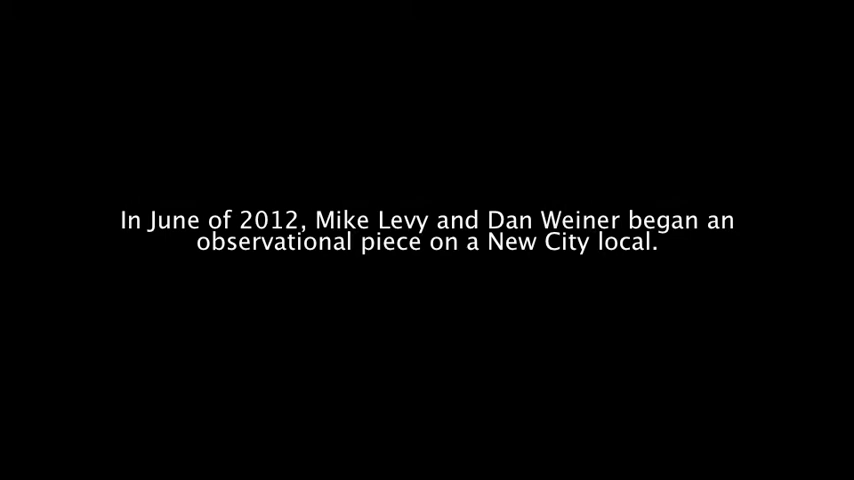 In June of 2012, Mike Levy and Dan Weiner began an
observational piece on a New City local.